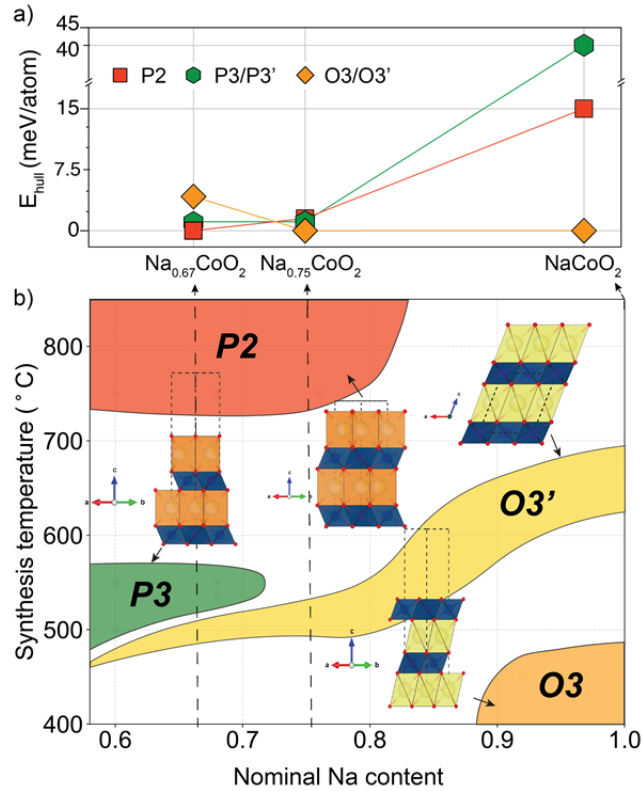 a)
45
40
15
7.5
0
E_hull (meV/atom)
P2 P3/P3' O3/O3'
Na0.67CoO2 Na0.75CoO2 NaCoO2
b)
800
700
600
500
400
Synthesis temperature (°C)
P2
O3'
P3
O3
c
a b
c
a b
c
a
c
a b
0.6 0.7 0.8 0.9 1.0
Nominal Na content